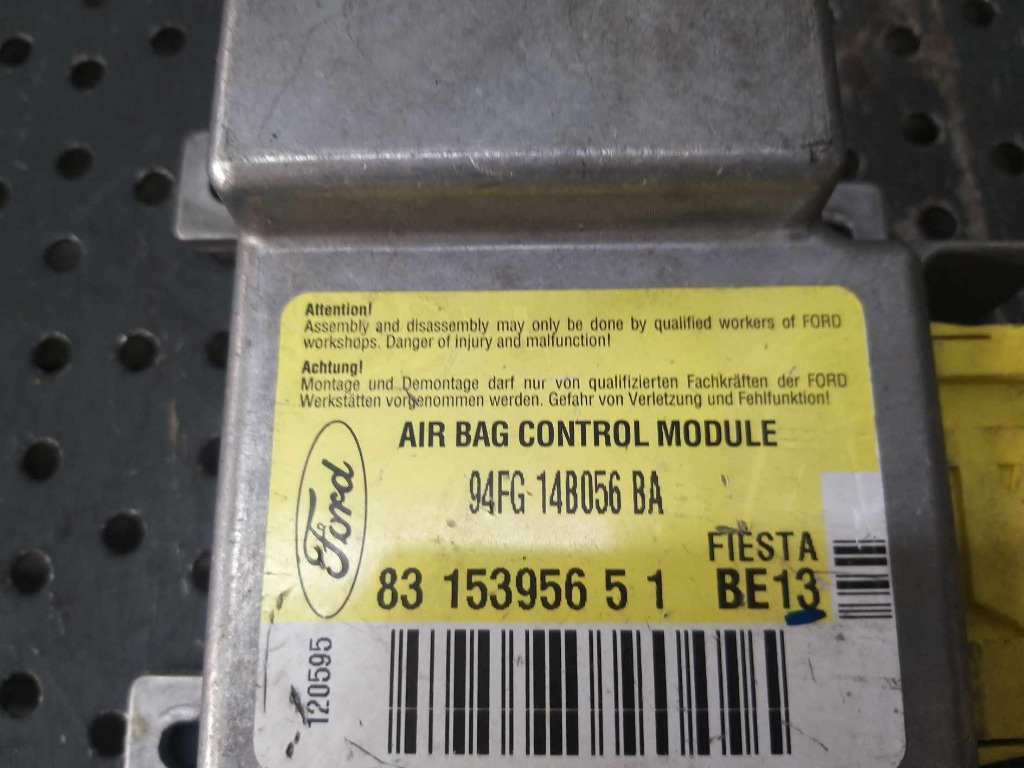 Attention!
Assembly and disassembly may only be done by qualified workers of FORD
workshops. Danger of injury and malfunction!
Achtung!
Montage und Demontage darf nur von qualifizierten Fachkräften der FORD
Werkstätten vorgenommen werden. Gefahr von Verletzung und Fehlfunktion!
AIR BAG CONTROL MODULE
94FG 14B056 BA
Ford
FIESTA
83 153956 5 1 BE13
120595